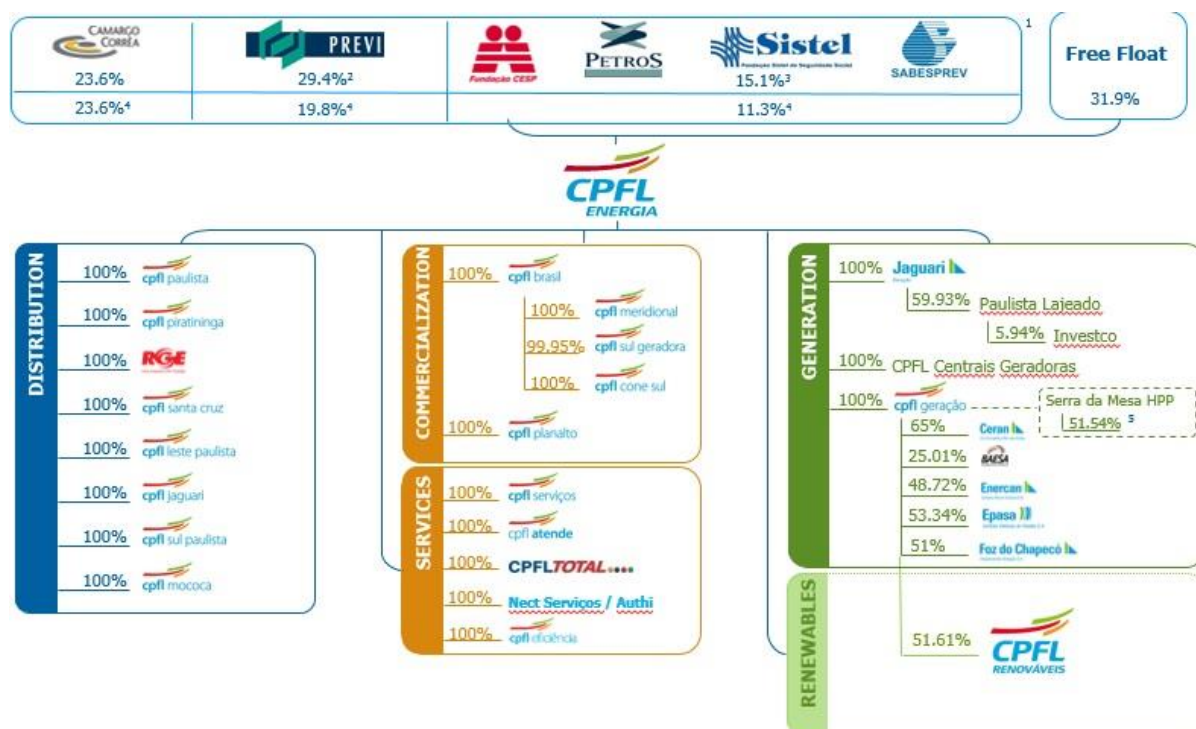 CAMARGO
CORRÊA
23.6%
23.6%⁴
PREVI
29.4%²
19.8%⁴
Fundação CESP
PETROS
Sistel
Fundação Sistel de Seguridade Social
SABESPREV
15.1%³
11.3%⁴
1
Free Float
31.9%
CPFL
ENERGIA
DISTRIBUTION
100% cpfl paulista
100% cpfl piratininga
100% RGE
100% cpfl santa cruz
100% cpfl leste paulista
100% cpfl jaguari
100% cpfl sul paulista
100% cpfl mococa
COMMERCIALIZATION
100% cpfl brasil
100% cpfl meridional
99.95% cpfl sul geradora
100% cpfl cone sul
100% cpfl planalto
SERVICES
100% cpfl serviços
100% cpfl atende
100% CPFLTOTAL
100% Nect Serviços / Authi
100% cpfl eficiência
GENERATION
100% Jaguari
59.93% Paulista Lajeado
5.94% Investco
100% CPFL Centrais Geradoras
100% cpfl geração
Serra da Mesa HPP
51.54% ⁵
65% Ceran
25.01% BAESA
48.72% Enercan
53.34% Epasa
51% Foz do Chapecó
RENEWABLES
51.61% CPFL
RENOVÁVEIS